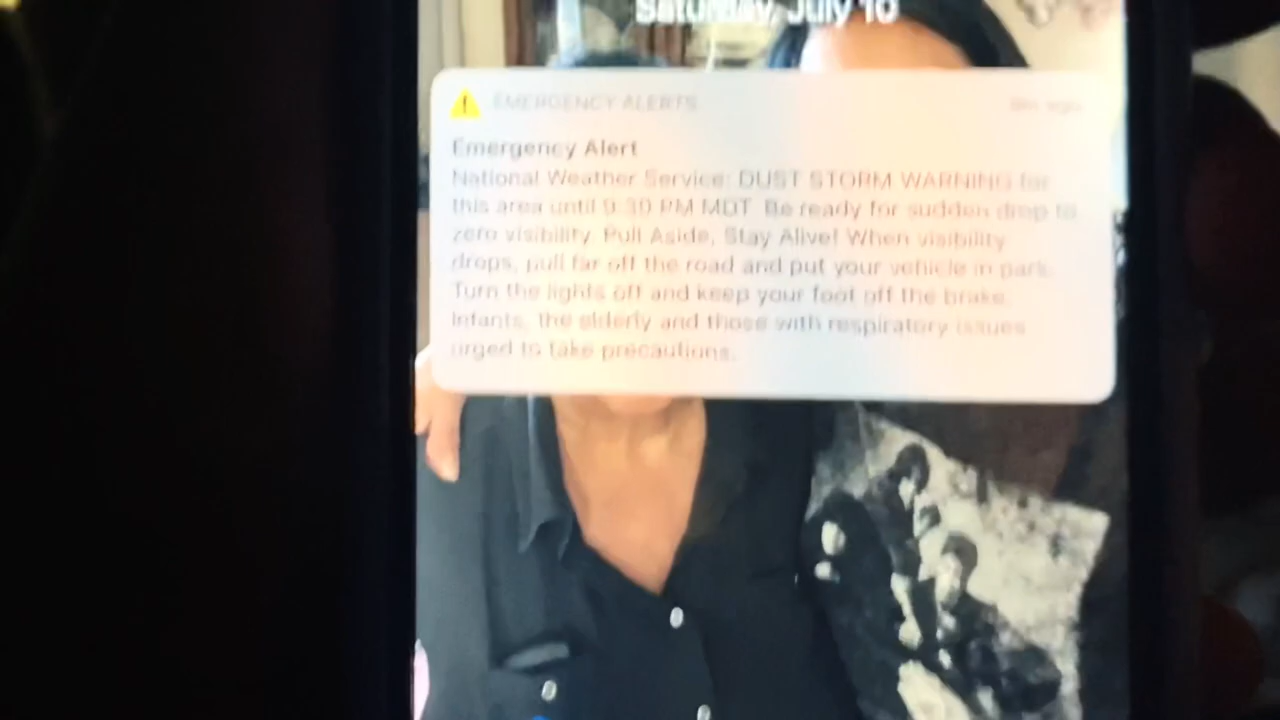 Saturday, July 10
EMERGENCY ALERTS
Emergency Alert
National Weather Service: DUST STORM WARNING for
this area until 9:30 PM MDT. Be ready for sudden drop to
zero visibility. Pull Aside, Stay Alive! When visibility
drops, pull far off the road and put your vehicle in park.
Turn the lights off and keep your foot off the brake.
Infants, the elderly and those with respiratory issues
urged to take precautions.